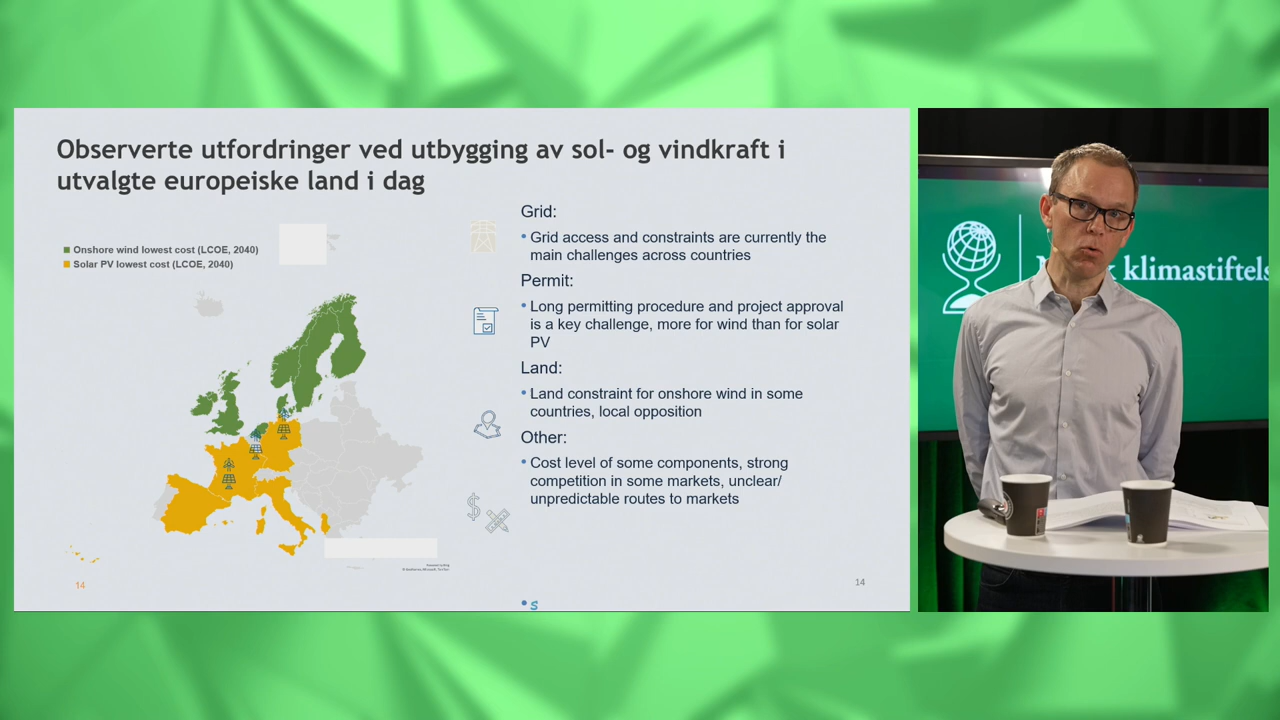 Observerte utfordringer ved utbygging av sol- og vindkraft i
utvalgte europeiske land i dag
Onshore wind lowest cost (LCOE, 2040)
Solar PV lowest cost (LCOE, 2040)
Grid:
• Grid access and constraints are currently the
main challenges across countries
Permit:
• Long permitting procedure and project approval
is a key challenge, more for wind than for solar
PV
Land:
• Land constraint for onshore wind in some
countries, local opposition
Other:
• Cost level of some components, strong
competition in some markets, unclear/
unpredictable routes to markets
14
14
• s
klimastiftels